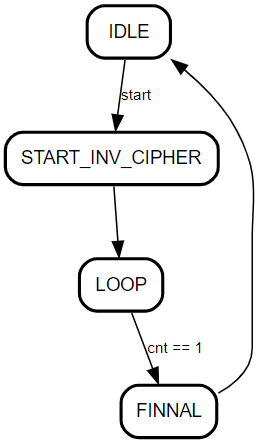 IDLE
start
START_INV_CIPHER
LOOP
cnt == 1
FINNAL